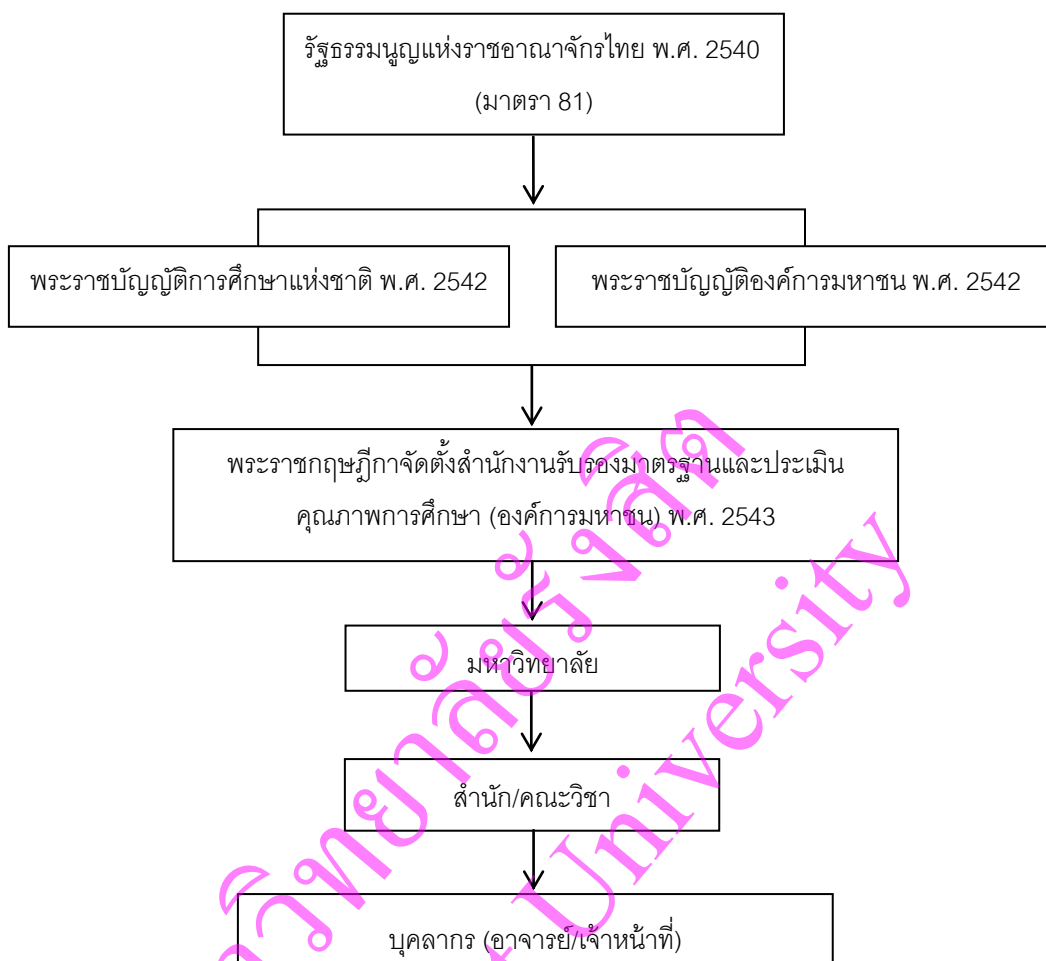 รัฐธรรมนูญแห่งราชอาณาจักรไทย พ.ศ. 2540
(มาตรา 81)
พระราชบัญญัติการศึกษาแห่งชาติ พ.ศ. 2542
พระราชบัญญัติองค์การมหาชน พ.ศ. 2542
พระราชกฤษฎีกาจัดตั้งสำนักงานรับรองมาตรฐานและประเมิน
คุณภาพการศึกษา (องค์การมหาชน) พ.ศ. 2543
มหาวิทยาลัย
สำนัก/คณะวิชา
บุคลากร (อาจารย์/เจ้าหน้าที่)
วิทยาลัยรังสิต
University